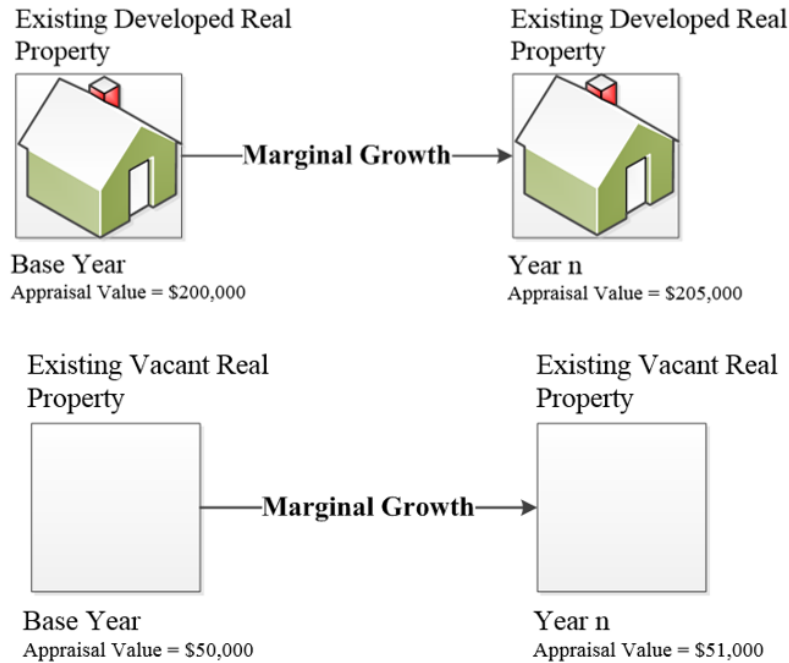 Existing Developed Real
Property
Existing Developed Real
Property
Marginal Growth
Base Year
Appraisal Value = $200,000
Year n
Appraisal Value = $205,000
Existing Vacant Real
Property
Existing Vacant Real
Property
Marginal Growth
Base Year
Appraisal Value = $50,000
Year n
Appraisal Value = $51,000